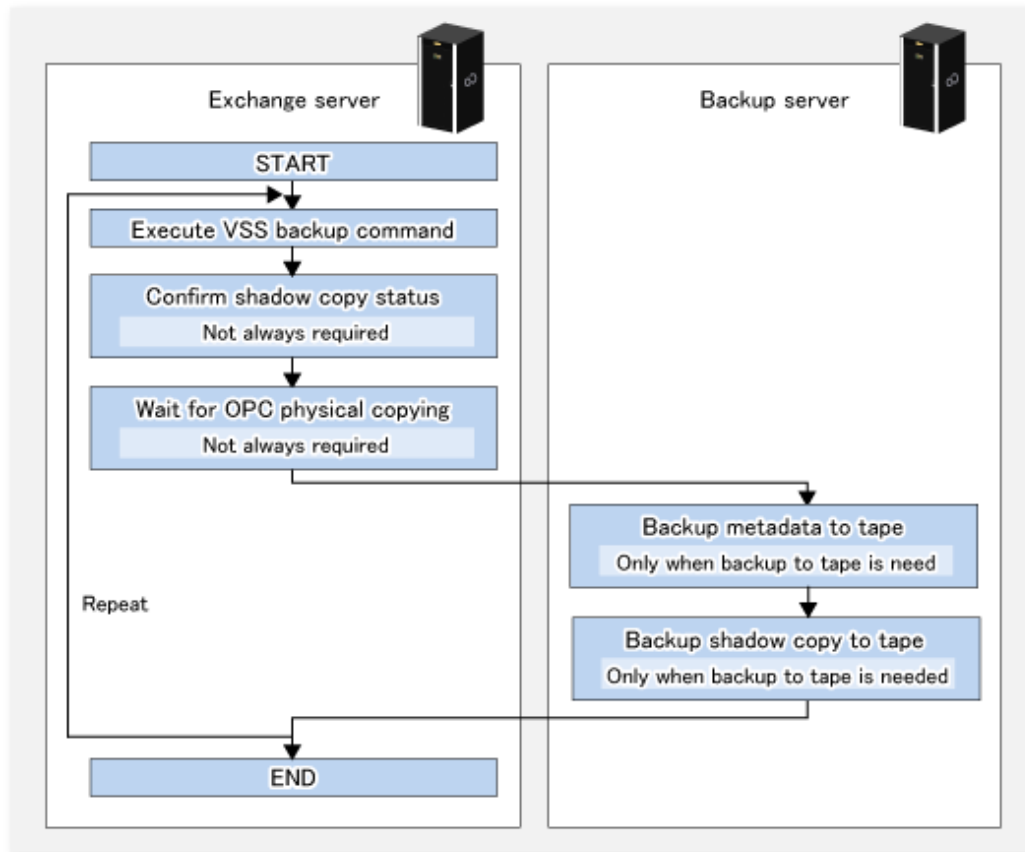 Exchange server
Backup server
START
Execute VSS backup command
Confirm shadow copy status
Not always required
Wait for OPC physical copying
Not always required
Backup metadata to tape
Only when backup to tape is need
Repeat
Backup shadow copy to tape
Only when backup to tape is needed
END